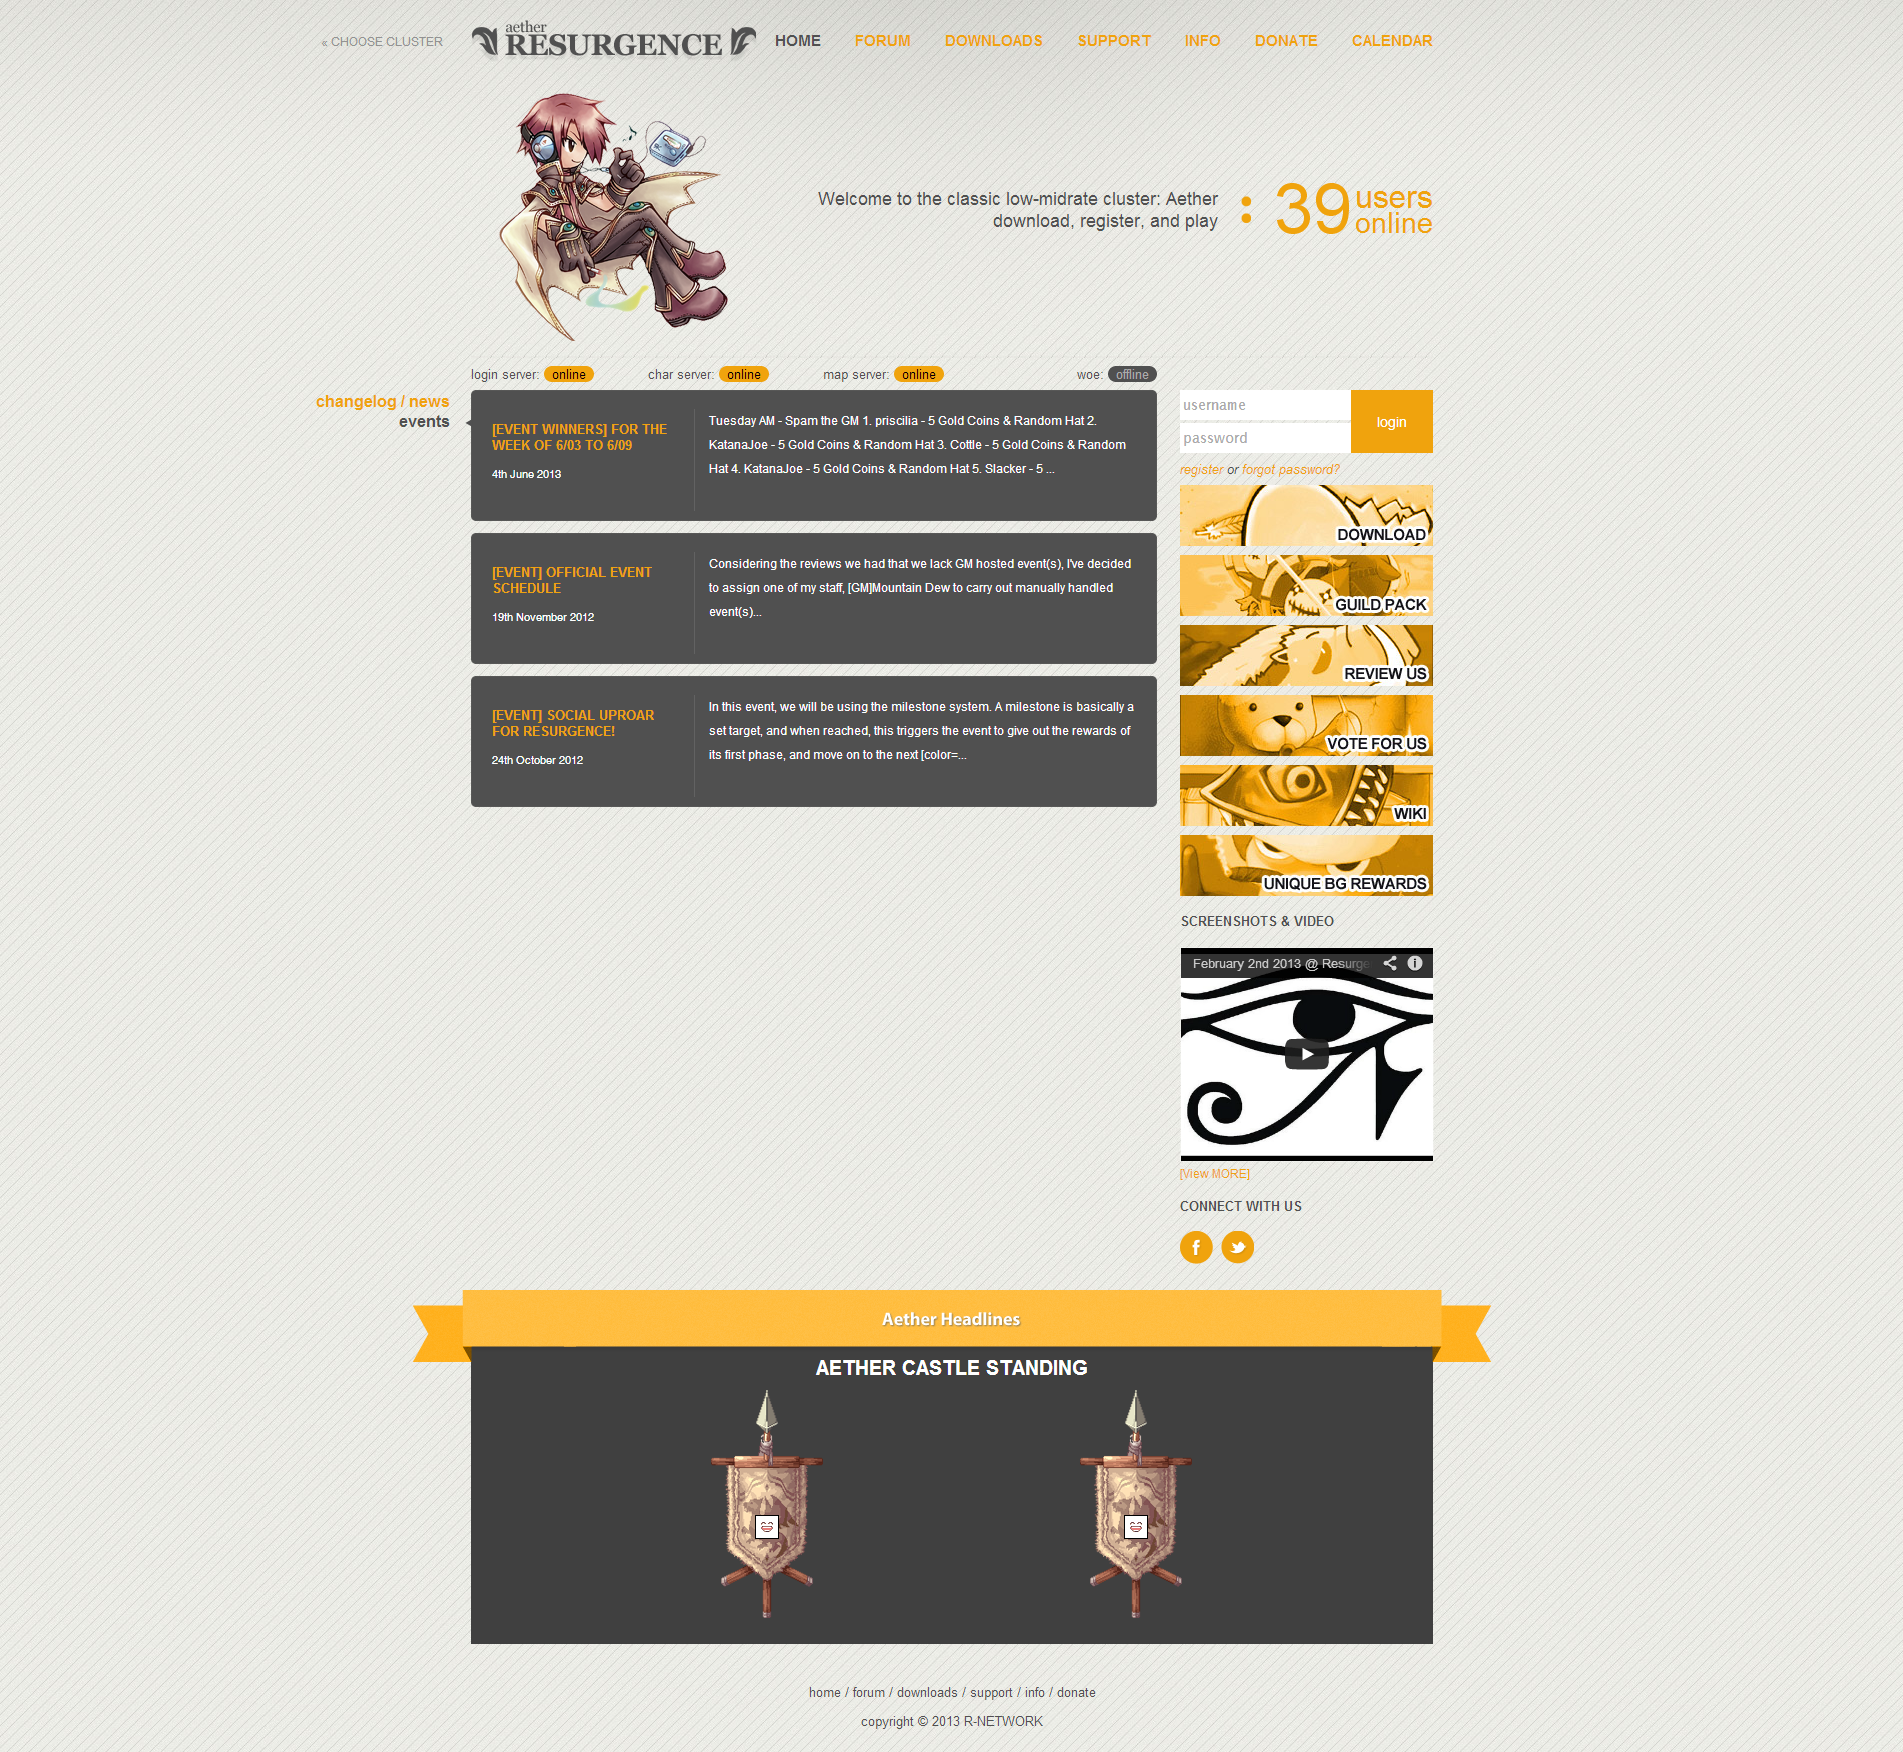 « CHOOSE CLUSTER
aether
RESURGENCE
HOME FORUM DOWNLOADS SUPPORT INFO DONATE CALENDAR
Welcome to the classic low-midrate cluster: Aether
download, register, and play
: 39 users
online
login server: online char server: online map server: online woe: offline
changelog / news
events
[EVENT WINNERS] FOR THE
WEEK OF 6/03 TO 6/09
4th June 2013
Tuesday AM - Spam the GM 1. priscilia - 5 Gold Coins & Random Hat 2.
KatanaJoe - 5 Gold Coins & Random Hat 3. Cottle - 5 Gold Coins & Random
Hat 4. KatanaJoe - 5 Gold Coins & Random Hat 5. Slacker - 5 ...
[EVENT] OFFICIAL EVENT
SCHEDULE
19th November 2012
Considering the reviews we had that we lack GM hosted event(s), I've decided
to assign one of my staff, [GM]Mountain Dew to carry out manually handled
event(s)...
[EVENT] SOCIAL UPROAR
FOR RESURGENCE!
24th October 2012
In this event, we will be using the milestone system. A milestone is basically a
set target, and when reached, this triggers the event to give out the rewards of
its first phase, and move on to the next [color=...
username
password
login
register or forgot password?
DOWNLOAD
GUILD PACK
REVIEW US
VOTE FOR US
WIKI
UNIQUE BG REWARDS
SCREENSHOTS & VIDEO
February 2nd 2013 @ Resurge
[View MORE]
CONNECT WITH US
Aether Headlines
AETHER CASTLE STANDING
home / forum / downloads / support / info / donate
copyright © 2013 R-NETWORK